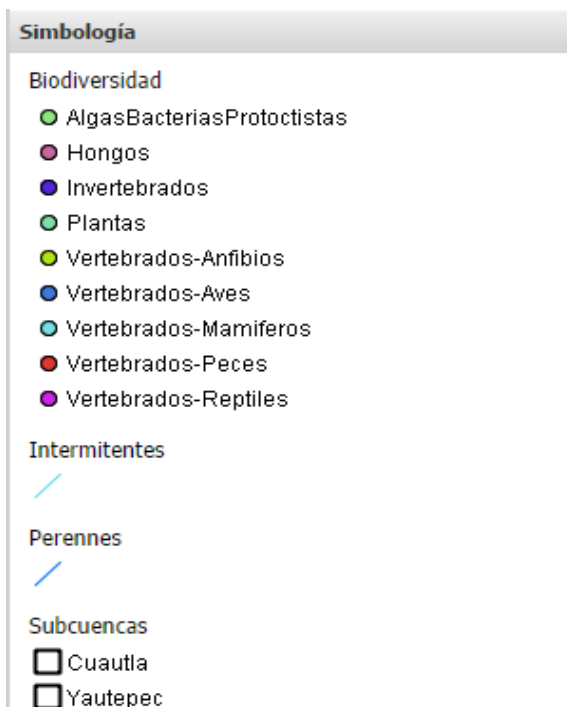 Simbología
Biodiversidad
AlgasBacteriasProtoctistas
Hongos
Invertebrados
Plantas
Vertebrados-Anfibios
Vertebrados-Aves
Vertebrados-Mamiferos
Vertebrados-Peces
Vertebrados-Reptiles
Intermitentes
Perennes
Subcuencas
Cuautla
Yautepec